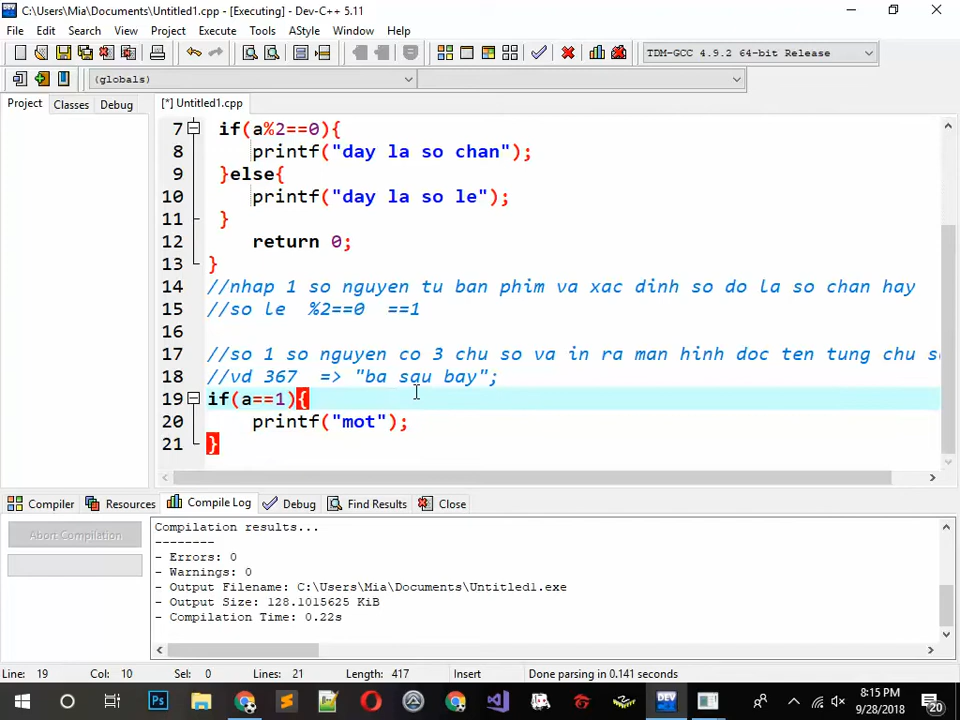 C:\Users\Mia\Documents\Untitled1.cpp - [Executing] - Dev-C++ 5.11
File Edit Search View Project Execute Tools AStyle Window Help
TDM-GCC 4.9.2 64-bit Release
(globals)
Project Classes Debug
[*] Untitled1.cpp
7 if(a%2==0){
8 printf("day la so chan");
9 }else{
10 printf("day la so le");
11 }
12 return 0;
13 }
14 //nhap 1 so nguyen tu ban phim va xac dinh so do la so chan hay
15 //so le %2==0 ==1
16
17 //so 1 so nguyen co 3 chu so va in ra man hinh doc ten tung chu
18 //vd 367 => "ba sau bay";
19 if(a==1){
20 printf("mot");
21 }
Compiler Resources Compile Log Debug Find Results Close
Abort Compilation
Compilation results...
--------
- Errors: 0
- Warnings: 0
- Output Filename: C:\Users\Mia\Documents\Untitled1.exe
- Output Size: 128.1015625 KiB
- Compilation Time: 0.22s
Line: 19 Col: 10 Sel: 0 Lines: 21 Length: 417 Insert Done parsing in 0.141 seconds
Ps
DEV
8:15 PM
9/28/2018
20